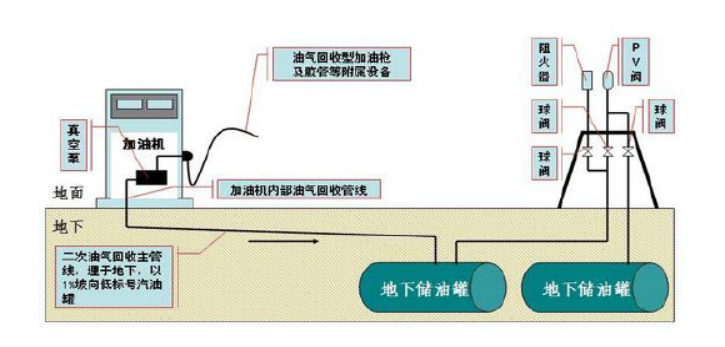 油气回收型加油枪
及胶管等附属设备
阻
火
器
P
V
阀
真
空
泵
加油机
球
阀
球
阀
球
阀
地面
加油机内部油气回收管线
地下
二次油气回收主管
线，埋于地下，以
1%坡向低标号汽油
罐
地下储油罐
地下储油罐